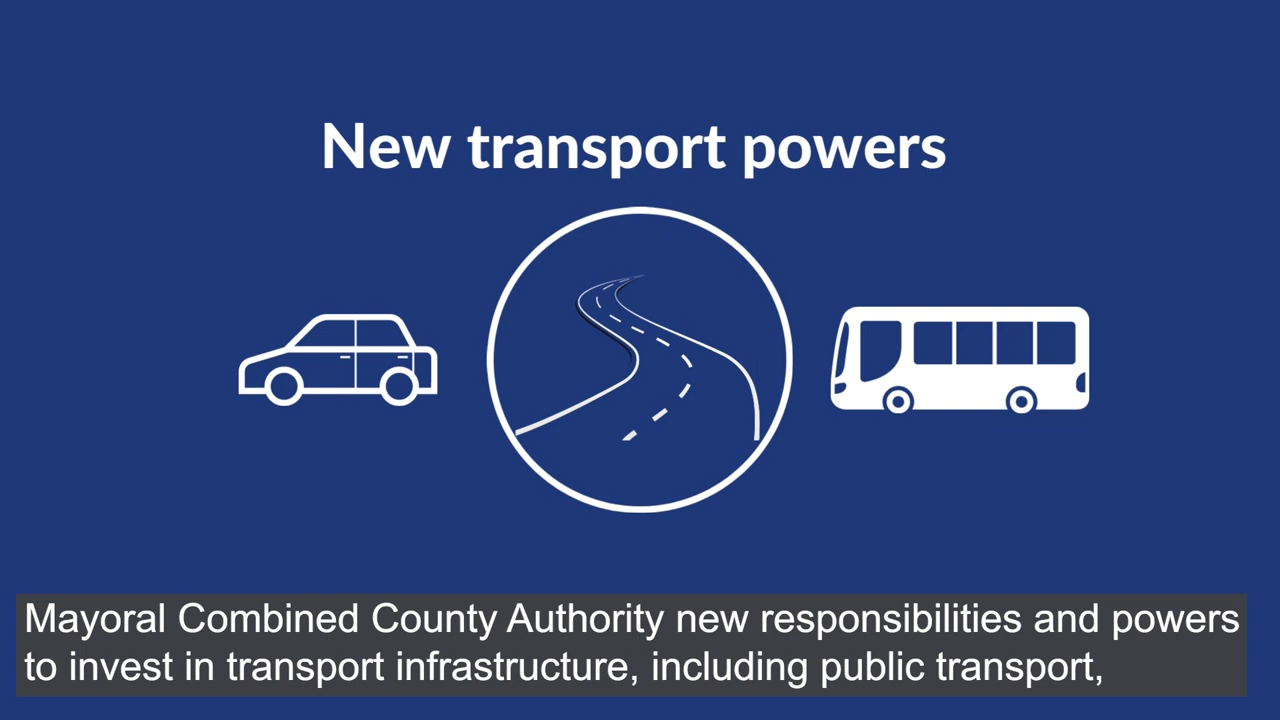 New transport powers
Mayoral Combined County Authority new responsibilities and powers
to invest in transport infrastructure, including public transport,